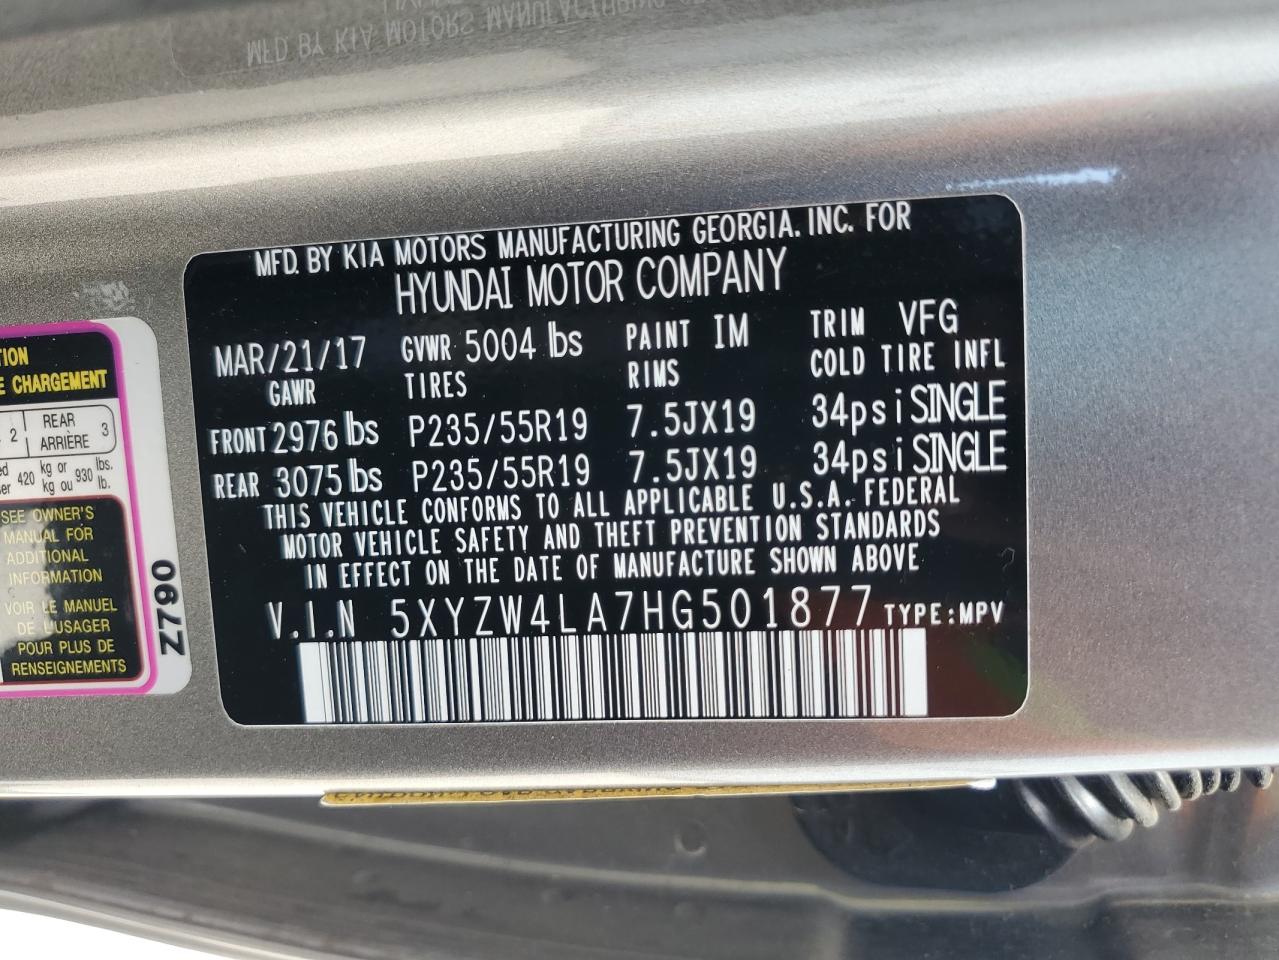 MFD BY KIA MOTORS MANUFACTURING
MFD. BY KIA MOTORS MANUFACTURING GEORGIA. INC. FOR
HYUNDAI MOTOR COMPANY
MAR/21/17 GVWR 5004 lbs PAINT IM TRIM VFG
GAWR TIRES RIMS COLD TIRE INFL
FRONT 2976 lbs P235/55R19 7.5JX19 34psi SINGLE
REAR 3075 lbs P235/55R19 7.5JX19 34psi SINGLE
THIS VEHICLE CONFORMS TO ALL APPLICABLE U.S.A. FEDERAL
MOTOR VEHICLE SAFETY AND THEFT PREVENTION STANDARDS
IN EFFECT ON THE DATE OF MANUFACTURE SHOWN ABOVE
V.I.N 5XYZW4LA7HG501877 TYPE:MPV
TION
E CHARGEMENT
2 REAR 3
ARRIÈRE
420 kg or 930 lbs.
kg ou lb.
SEE OWNER'S
MANUAL FOR
ADDITIONAL
INFORMATION
VOIR LE MANUEL
DE L'USAGER
POUR PLUS DE
RENSEIGNEMENTS
Z790